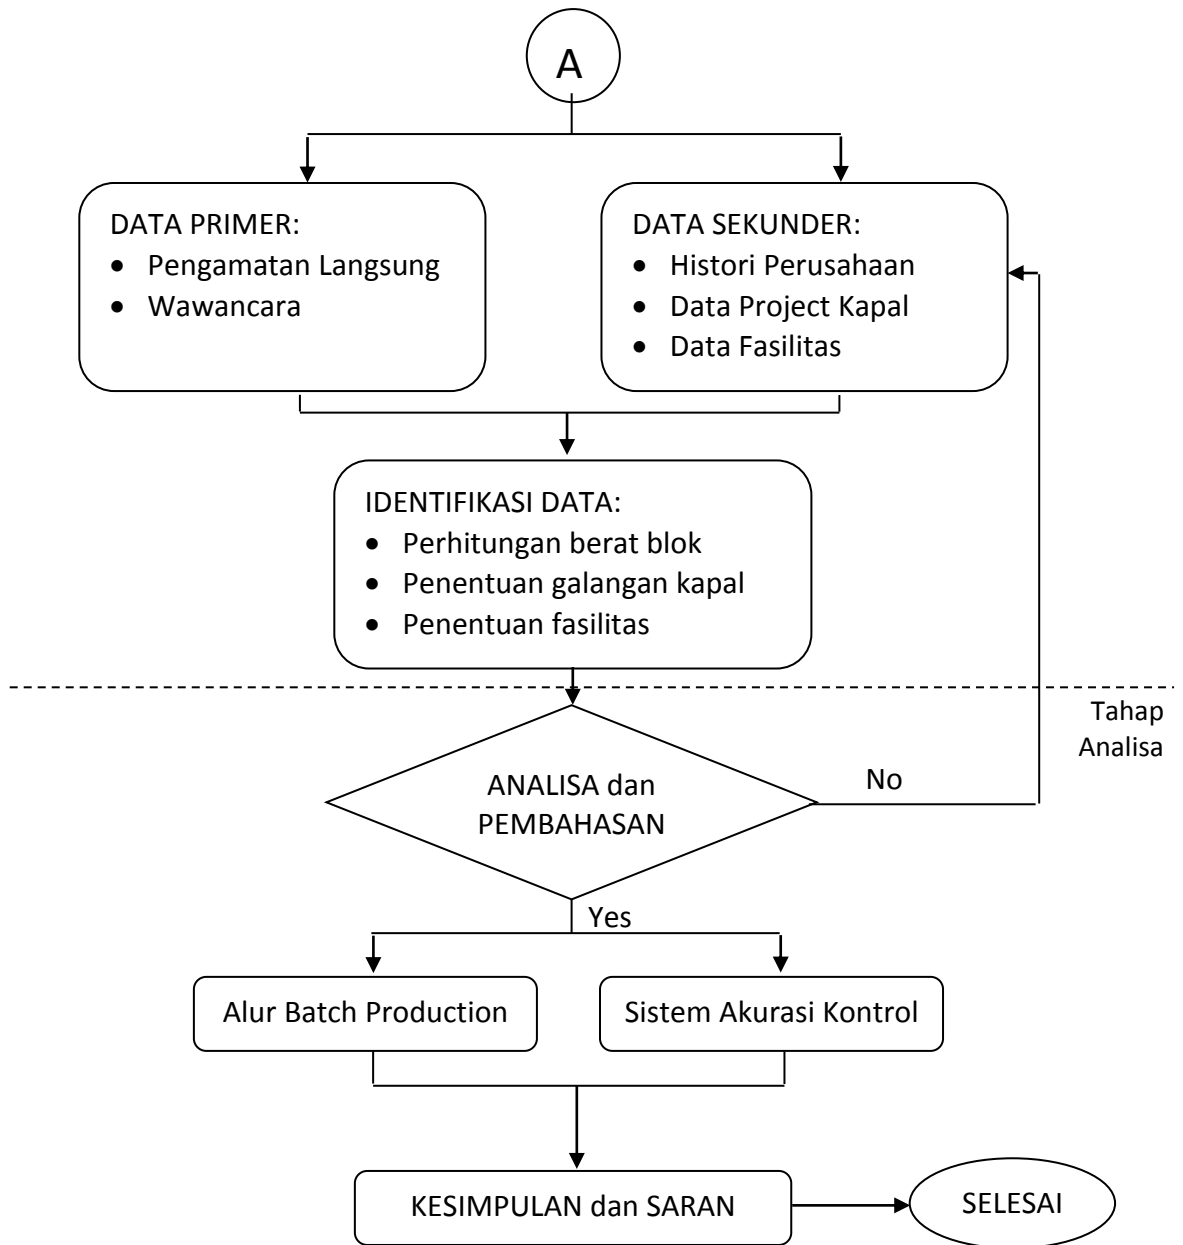 A
DATA PRIMER:
• Pengamatan Langsung
• Wawancara
DATA SEKUNDER:
• Histori Perusahaan
• Data Project Kapal
• Data Fasilitas
IDENTIFIKASI DATA:
• Perhitungan berat blok
• Penentuan galangan kapal
• Penentuan fasilitas
Tahap
Analisa
ANALISA dan
PEMBAHASAN
No
Yes
Alur Batch Production
Sistem Akurasi Kontrol
KESIMPULAN dan SARAN
SELESAI